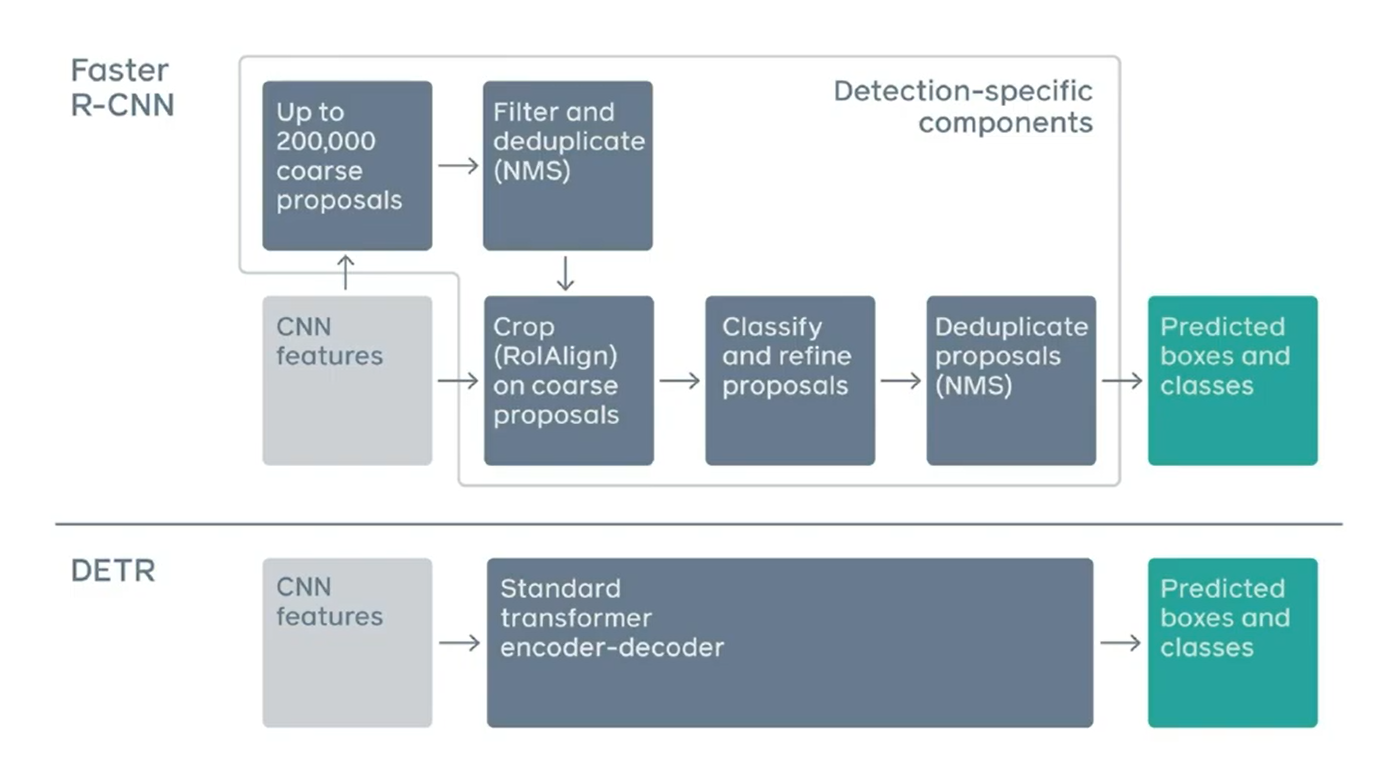 Faster
R-CNN
Up to
200,000
coarse
proposals
Filter and
deduplicate
(NMS)
Detection-specific
components
CNN
features
Crop
(RoIAlign)
on coarse
proposals
Classify
and refine
proposals
Deduplicate
proposals
(NMS)
Predicted
boxes and
classes
DETR
CNN
features
Standard
transformer
encoder-decoder
Predicted
boxes and
classes